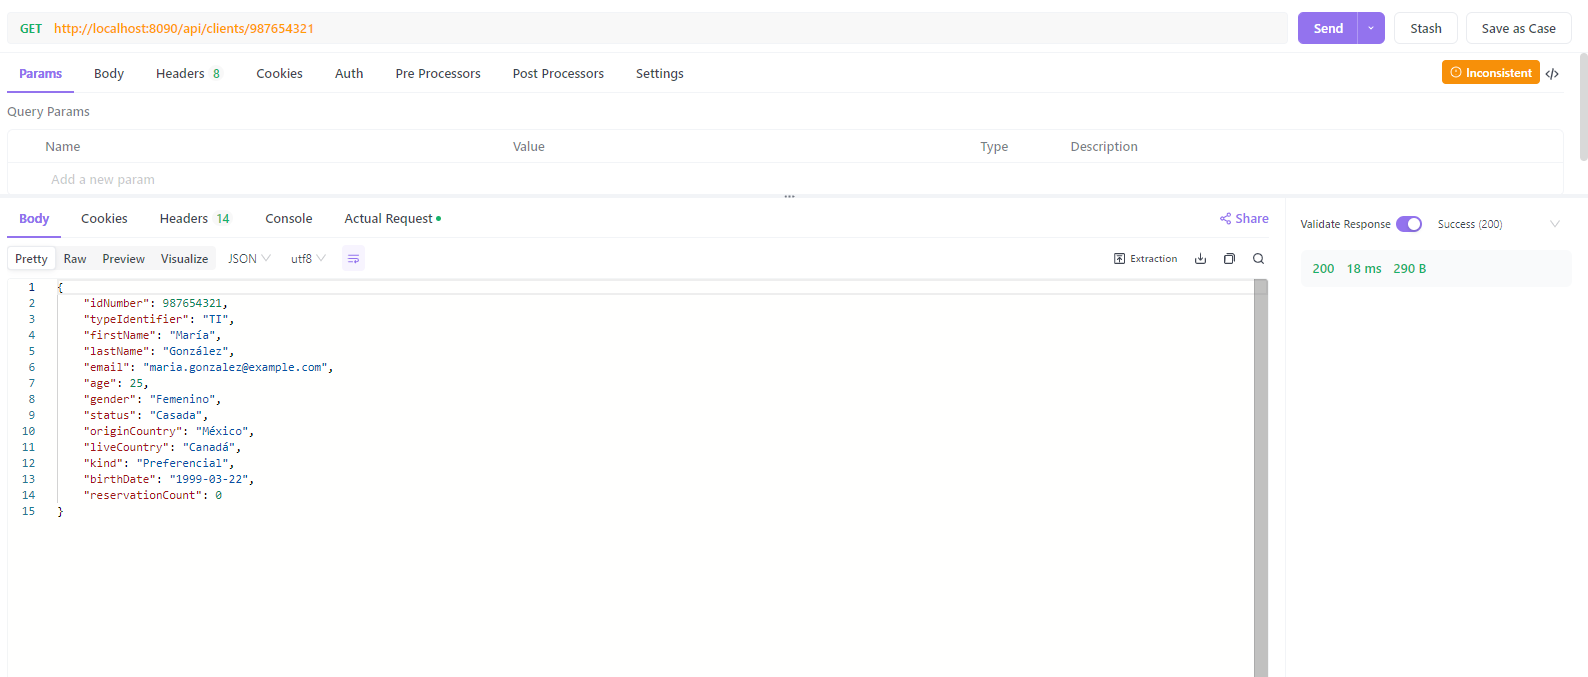 GET http://localhost:8090/api/clients/987654321 Send Stash Save as Case
Params Body Headers 8 Cookies Auth Pre Processors Post Processors Settings Inconsistent </>
Query Params
Name Value Type Description
Add a new param
Body Cookies Headers 14 Console Actual Request Share Validate Response Success (200)
Pretty Raw Preview Visualize JSON utf8 Extraction 200 18 ms 290 B
1 {
2 "idNumber": 987654321,
3 "typeIdentifier": "TI",
4 "firstName": "María",
5 "lastName": "González",
6 "email": "maria.gonzalez@example.com",
7 "age": 25,
8 "gender": "Femenino",
9 "status": "Casada",
10 "originCountry": "México",
11 "liveCountry": "Canadá",
12 "kind": "Preferencial",
13 "birthDate": "1999-03-22",
14 "reservationCount": 0
15 }